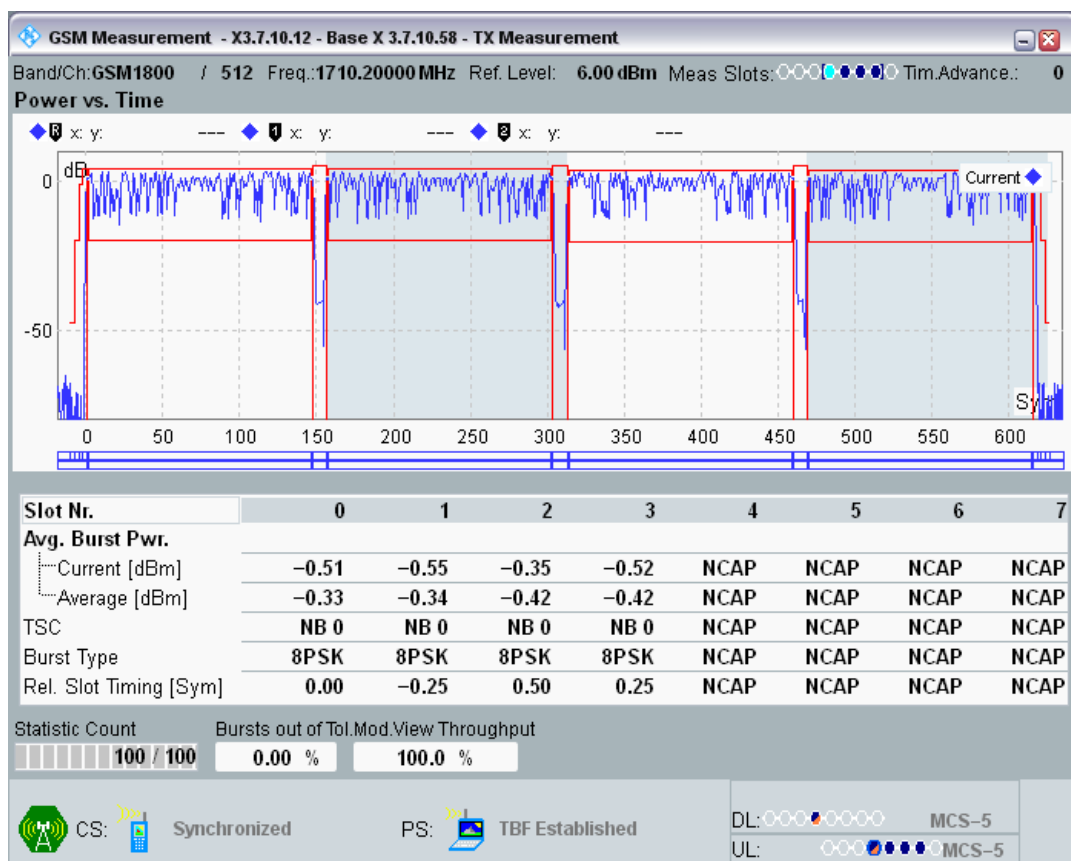 GSM Measurement - X3.7.10.12 - Base X 3.7.10.58 - TX Measurement
Band/Ch:GSM1800 / 512 Freq.:1710.20000 MHz Ref. Level: 6.00 dBm Meas Slots: Tim.Advance.: 0
Power vs. Time
R x: y: --- 1 x: y: --- 2 x: y: ---
dB
Current
0
-50
0 50 100 150 200 250 300 350 400 450 500 550 600
Slot Nr. 0 1 2 3 4 5 6 7
Avg. Burst Pwr.
Current [dBm] −0.51 −0.55 −0.35 −0.52 NCAP NCAP NCAP NCAP
Average [dBm] −0.33 −0.34 −0.42 −0.42 NCAP NCAP NCAP NCAP
TSC NB 0 NB 0 NB 0 NB 0 NCAP NCAP NCAP NCAP
Burst Type 8PSK 8PSK 8PSK 8PSK NCAP NCAP NCAP NCAP
Rel. Slot Timing [Sym] 0.00 −0.25 0.50 0.25 NCAP NCAP NCAP NCAP
Statistic Count Bursts out of Tol.Mod.View Throughput
100 / 100 0.00 % 100.0 %
CS: Synchronized PS: TBF Established
DL: MCS−5
UL: MCS−5